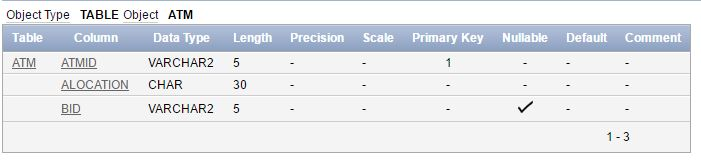 Object Type TABLE Object ATM
Table Column Data Type Length Precision Scale Primary Key Nullable Default Comment
ATM ATMID VARCHAR2 5 - - 1 - - -
ALOCATION CHAR 30 - - - - - -
BID VARCHAR2 5 - - - ✓ - -
1 - 3